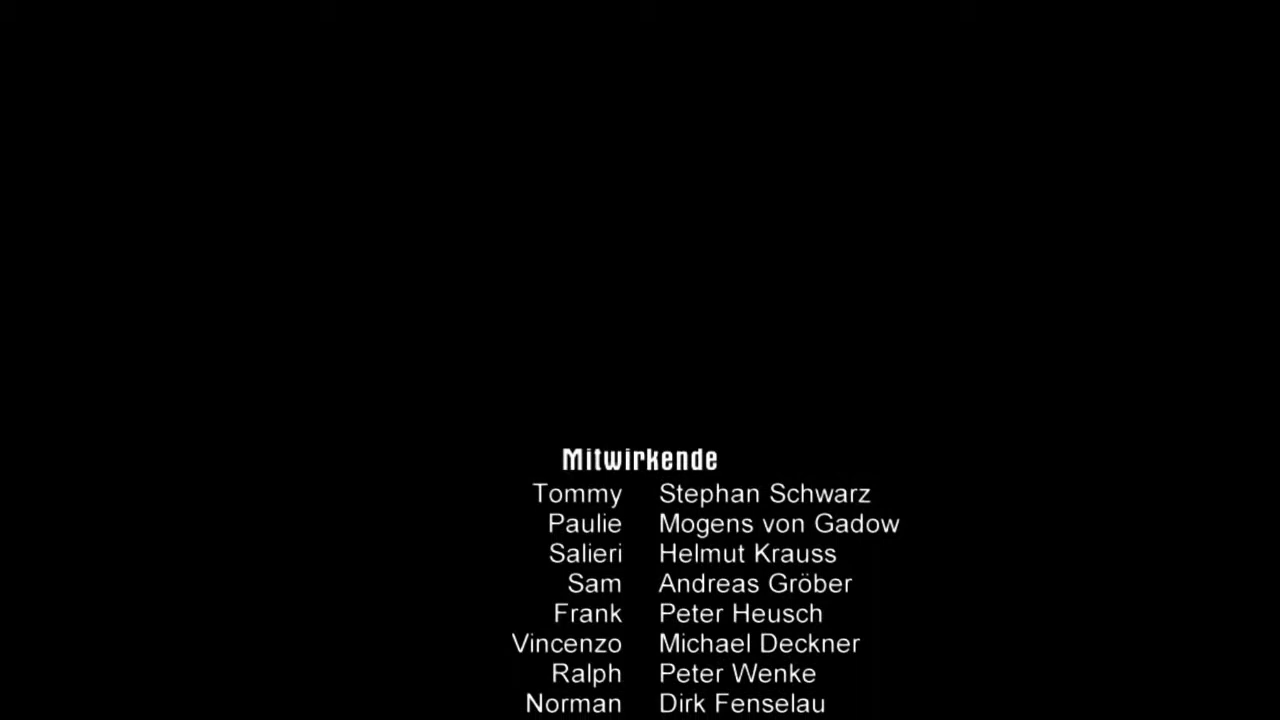 Mitwirkende
Tommy Stephan Schwarz
Paulie Mogens von Gadow
Salieri Helmut Krauss
Sam Andreas Gröber
Frank Peter Heusch
Vincenzo Michael Deckner
Ralph Peter Wenke
Norman Dirk Fenselau